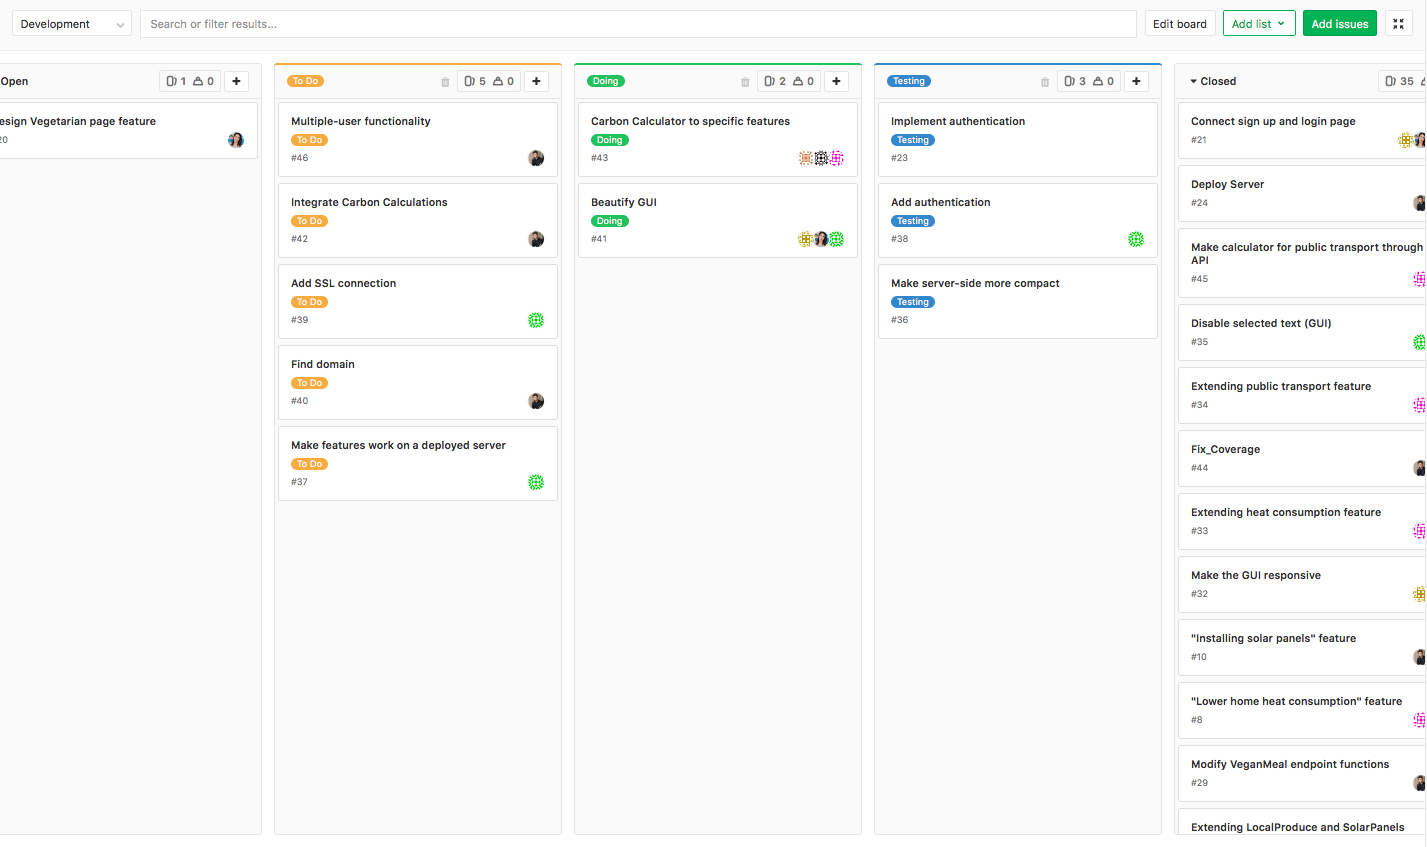 Development
Search or filter results...
Edit board
Add list
Add issues
Open
1 0
esign Vegetarian page feature
20
To Do
5 0
Multiple-user functionality
To Do
#46
Integrate Carbon Calculations
To Do
#42
Add SSL connection
To Do
#39
Find domain
To Do
#40
Make features work on a deployed server
To Do
#37
Doing
2 0
Carbon Calculator to specific features
Doing
#43
Beautify GUI
Doing
#41
Testing
3 0
Implement authentication
Testing
#23
Add authentication
Testing
#38
Make server-side more compact
Testing
#36
Closed
35
Connect sign up and login page
#21
Deploy Server
#24
Make calculator for public transport through
API
#45
Disable selected text (GUI)
#35
Extending public transport feature
#34
Fix_Coverage
#44
Extending heat consumption feature
#33
Make the GUI responsive
#32
"Installing solar panels" feature
#10
"Lower home heat consumption" feature
#8
Modify VeganMeal endpoint functions
#29
Extending LocalProduce and SolarPanels